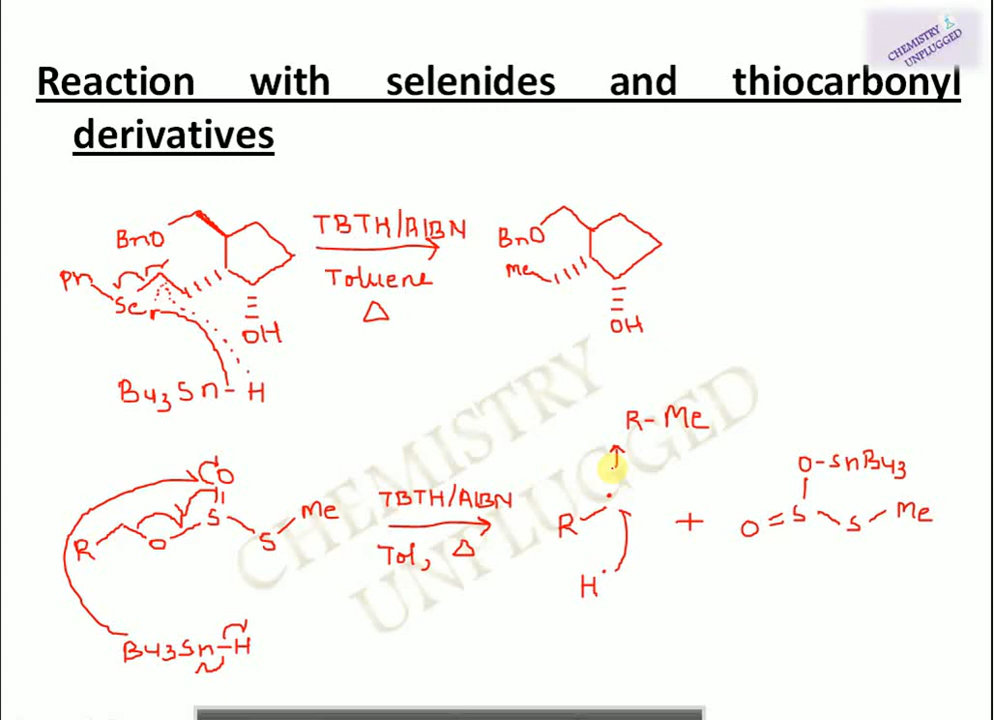 CHEMISTRY
UNPLUGGED
Reaction with selenides and thiocarbonyl
derivatives
BnO
Ph
Se
OH
Bu3Sn-H
TBTH/AIBN
Toluene
Δ
BnO
Me
OH
R
O
S
O
S
Me
Bu3Sn-H
TBTH/AIBN
Tol, Δ
R-Me
R
H
+
O-SnBu3
O=S
S
Me
CHEMISTRY
UNPLUGGED